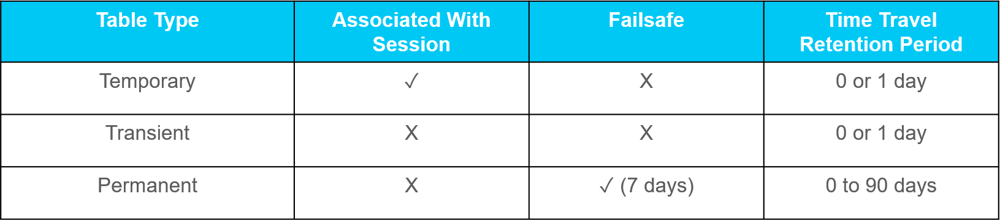 Table Type
Associated With
Session
Failsafe
Time Travel
Retention Period
Temporary
✓
X
0 or 1 day
Transient
X
X
0 or 1 day
Permanent
X
✓ (7 days)
0 to 90 days